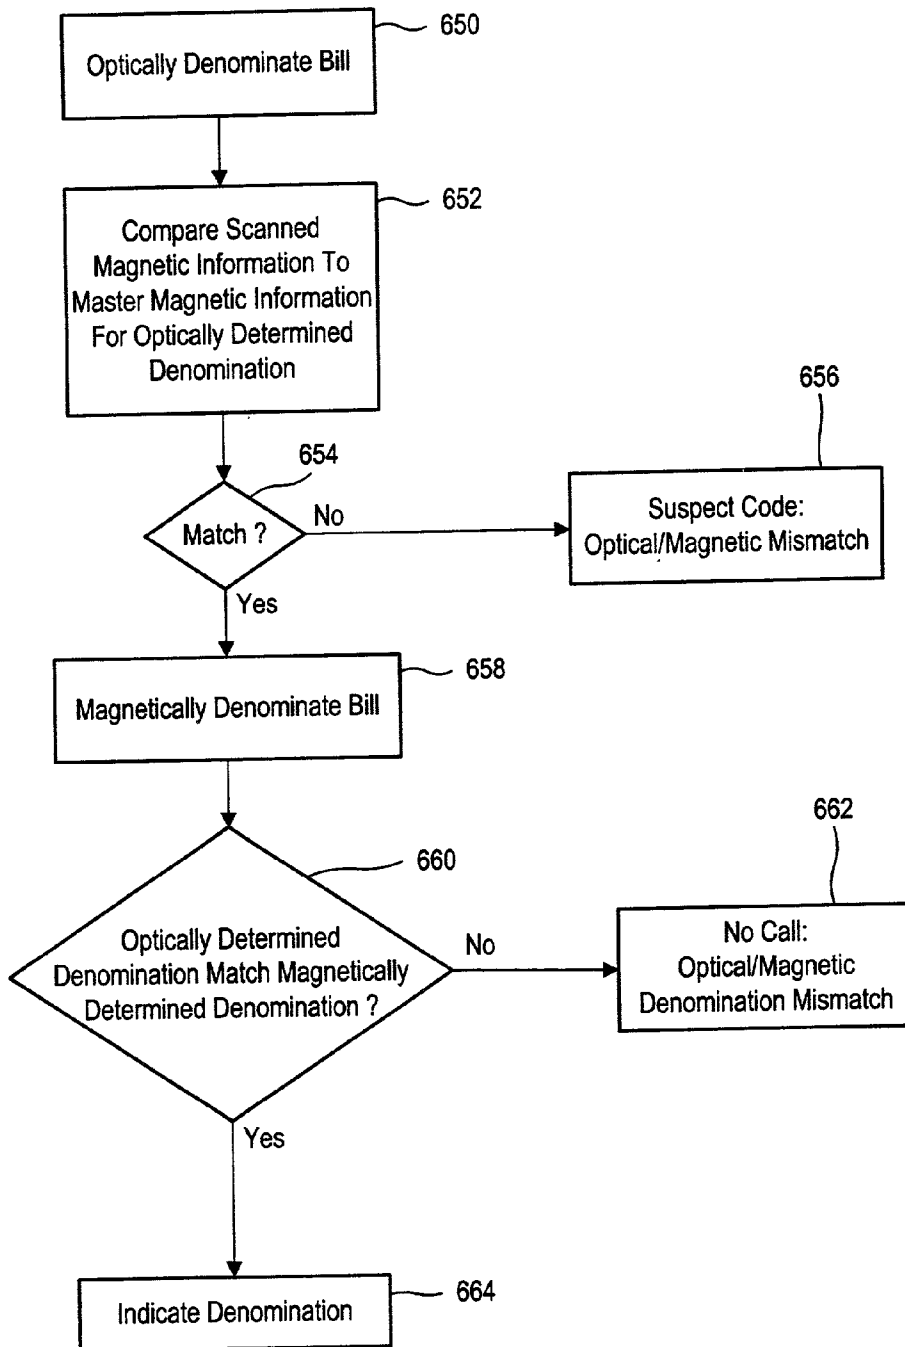 650
Optically Denominate Bill
652
Compare Scanned
Magnetic Information To
Master Magnetic Information
For Optically Determined
Denomination
654
Match ?
No
656
Suspect Code:
Optical/Magnetic Mismatch
Yes
658
Magnetically Denominate Bill
660
Optically Determined
Denomination Match Magnetically
Determined Denomination ?
No
662
No Call:
Optical/Magnetic
Denomination Mismatch
Yes
664
Indicate Denomination